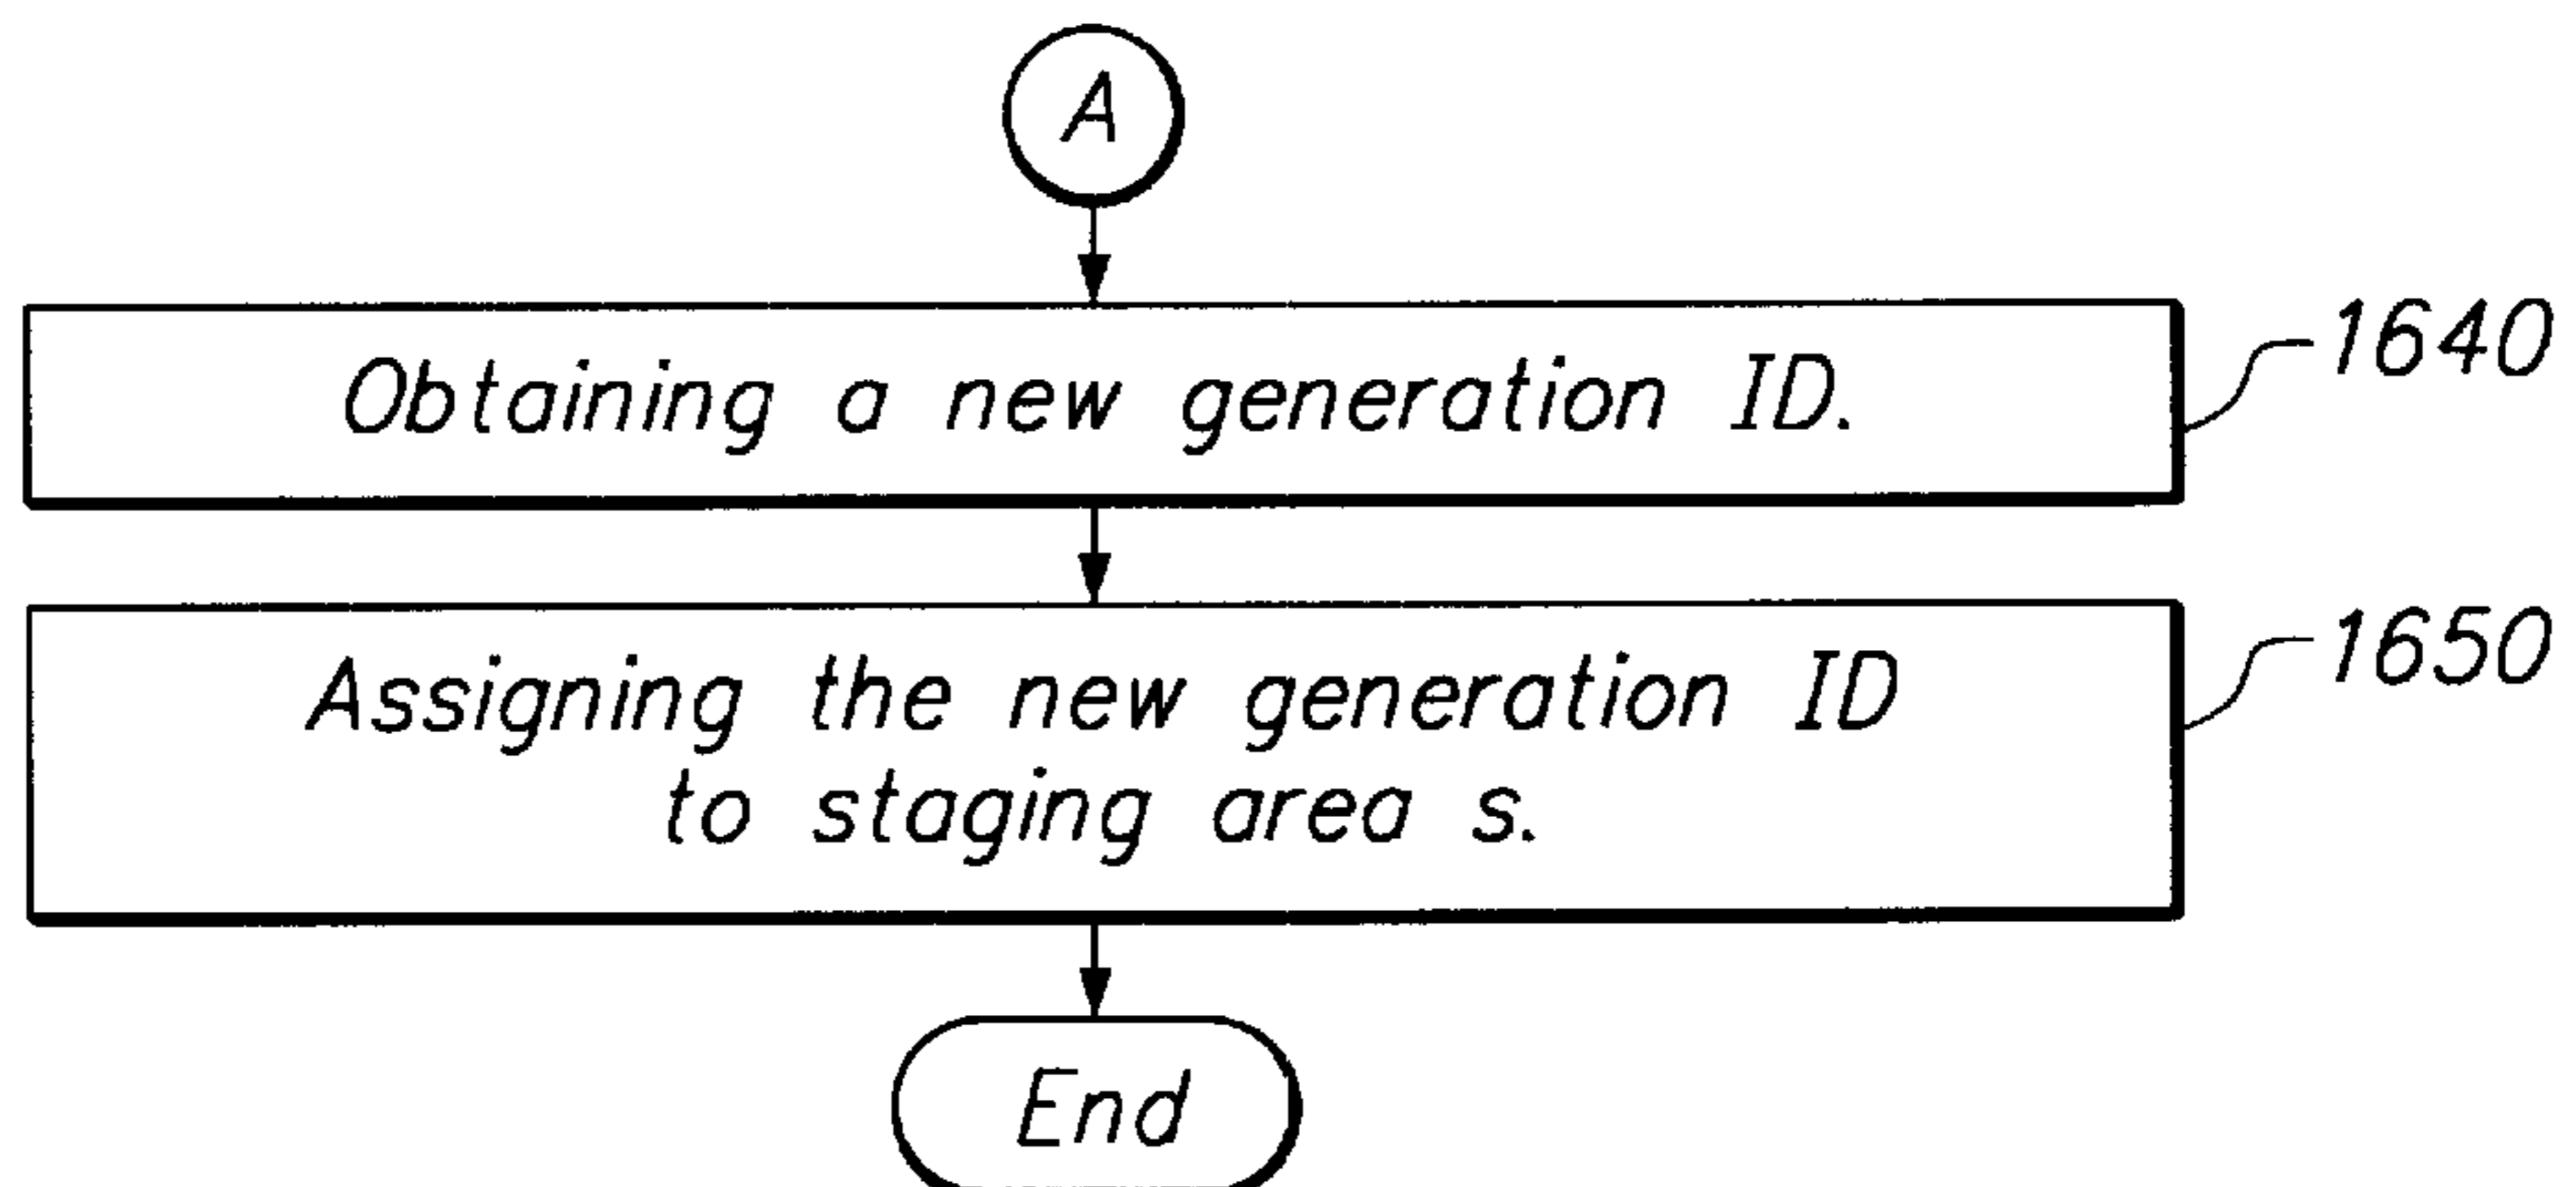 A
Obtaining a new generation ID.
1640
Assigning the new generation ID
to staging area s.
1650
End